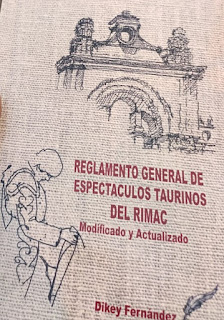 REGLAMENTO GENERAL DE
ESPECTACULOS TAURINOS
DEL RIMAC
Modificado y Actualizado
Dikey Fernández